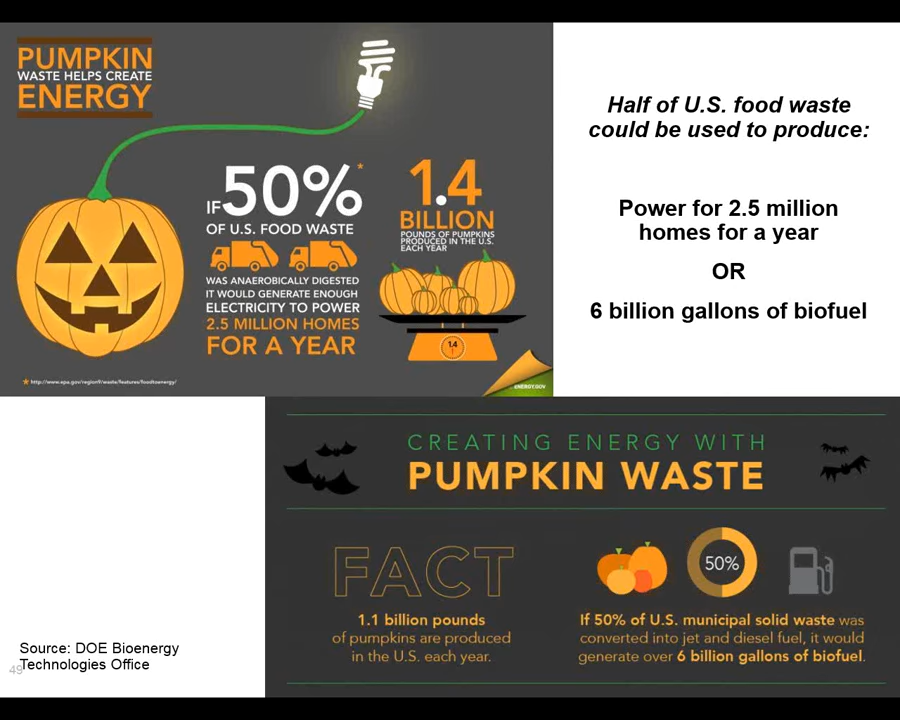 PUMPKIN
WASTE HELPS CREATE
ENERGY
IF 50%*
OF U.S. FOOD WASTE
WAS ANAEROBICALLY DIGESTED
IT WOULD GENERATE ENOUGH
ELECTRICITY TO POWER
2.5 MILLION HOMES
FOR A YEAR
1.4
BILLION
POUNDS OF PUMPKINS
PRODUCED IN THE U.S.
EACH YEAR
1.4
http://www.epa.gov/region9/waste/features/foodtoenergy/
ENERGY.GOV
Half of U.S. food waste
could be used to produce:
Power for 2.5 million
homes for a year
OR
6 billion gallons of biofuel
CREATING ENERGY WITH
PUMPKIN WASTE
FACT
1.1 billion pounds
of pumpkins are produced
in the U.S. each year.
50%
If 50% of U.S. municipal solid waste was
converted into jet and diesel fuel, it would
generate over 6 billion gallons of biofuel.
Source: DOE Bioenergy
Technologies Office
49